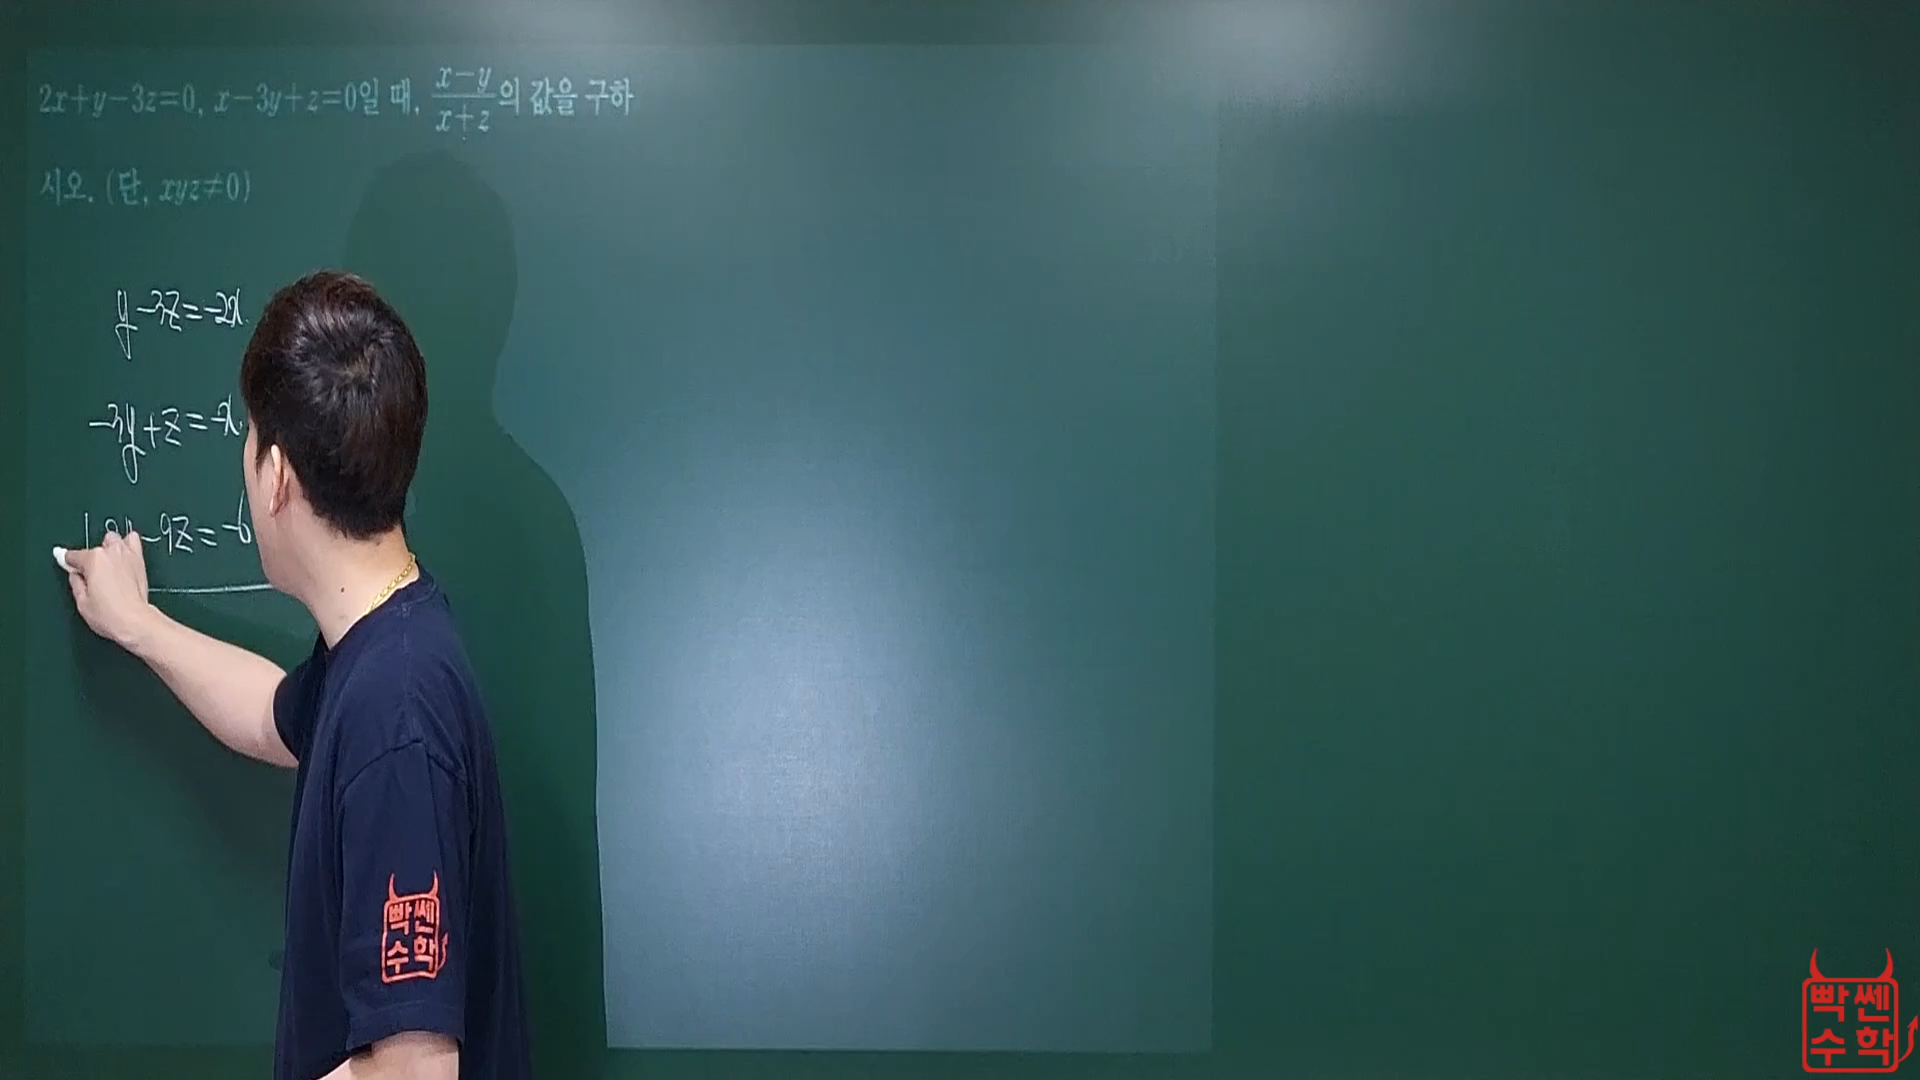 2x+y-3z=0, x-3y+z=0일 때, \frac{x-y}{x+z}의 값을 구하
시오. (단, xyz≠0)
y-3z=-2x
-3y+z=-x
-9z=-6
빡쎈
수학
빡쎈
수학